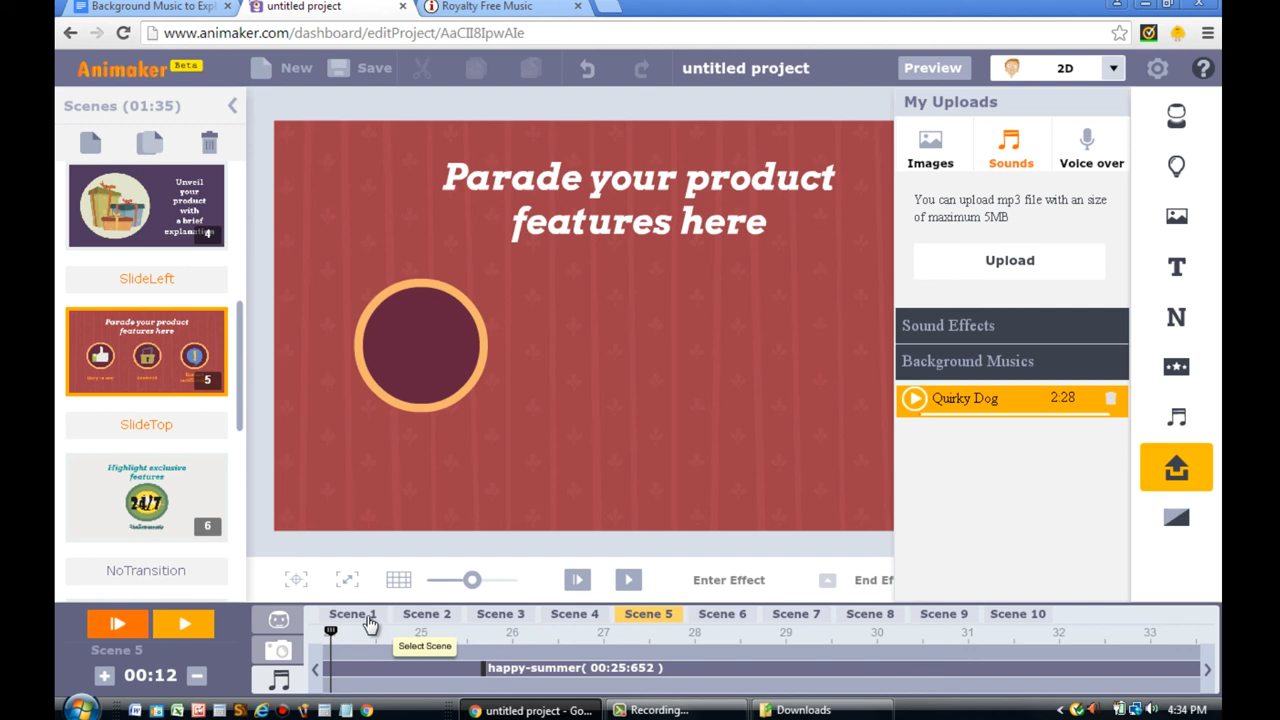 Background Music to Exp
untitled project
Royalty Free Music
www.animaker.com/dashboard/editProject/AaCII8IpwAIe
Animaker Beta
New
Save
untitled project
Preview
2D
Scenes (01:35)
Unveil
your
product
with
a brief
explanation
4
SlideLeft
Parade your product
features here
5
SlideTop
Highlight exclusive
features
24/7
6
NoTransition
Parade your product
features here
My Uploads
Images
Sounds
Voice over
You can upload mp3 file with an size
of maximum 5MB
Upload
Sound Effects
Background Musics
Quirky Dog
2:28
T
N
Enter Effect
End Ef
Scene 1
Scene 2
Scene 3
Scene 4
Scene 5
Scene 6
Scene 7
Scene 8
Scene 9
Scene 10
25
26
27
28
29
30
31
32
33
Select Scene
happy-summer( 00:25:652 )
Scene 5
00:12
untitled project - Go...
Recording...
Downloads
4:34 PM